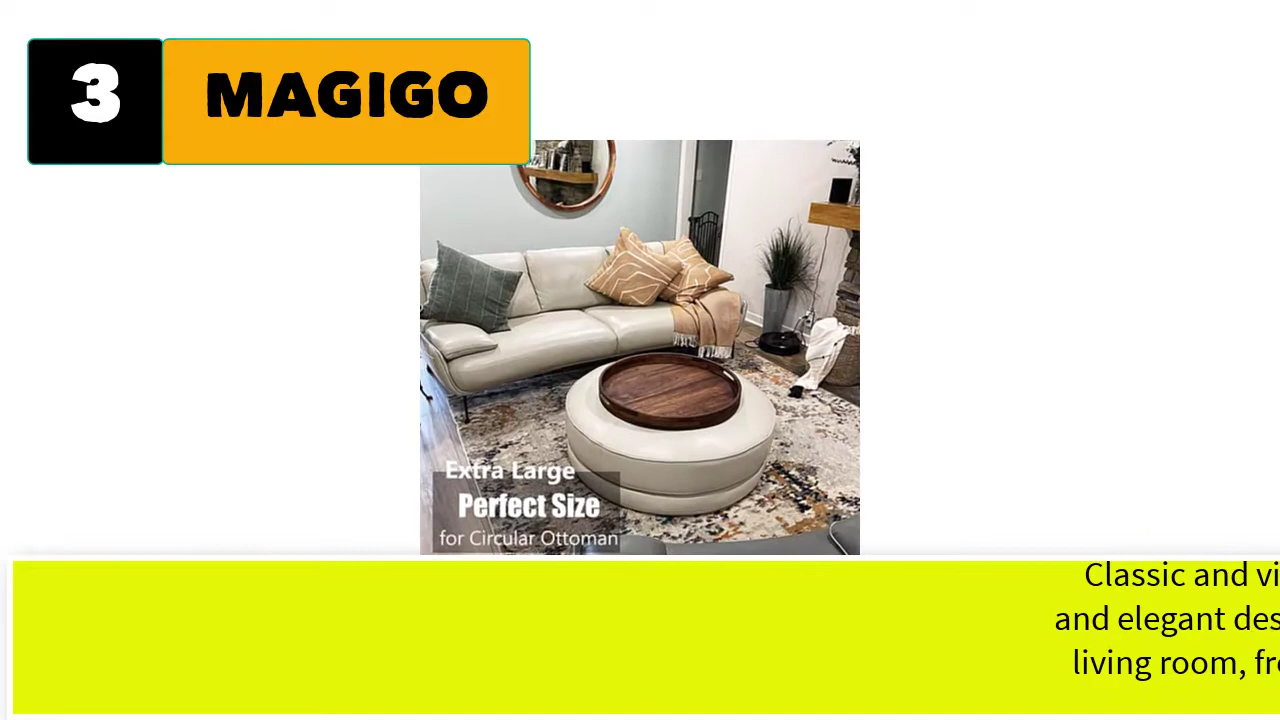 3 MAGIGO
Extra Large
Perfect Size
for Circular Ottoman
Classic and vi
and elegant des
living room, fr